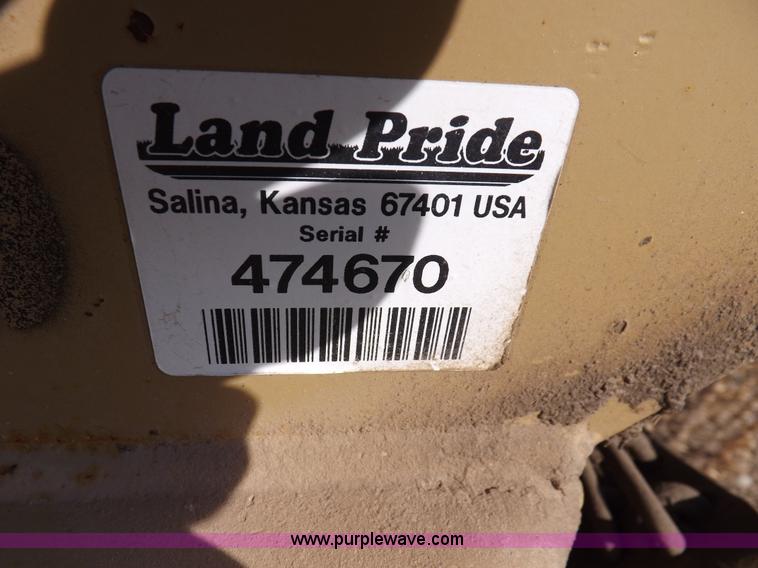 Land Pride
Salina, Kansas 67401 USA
Serial #
474670
www.purplewave.com